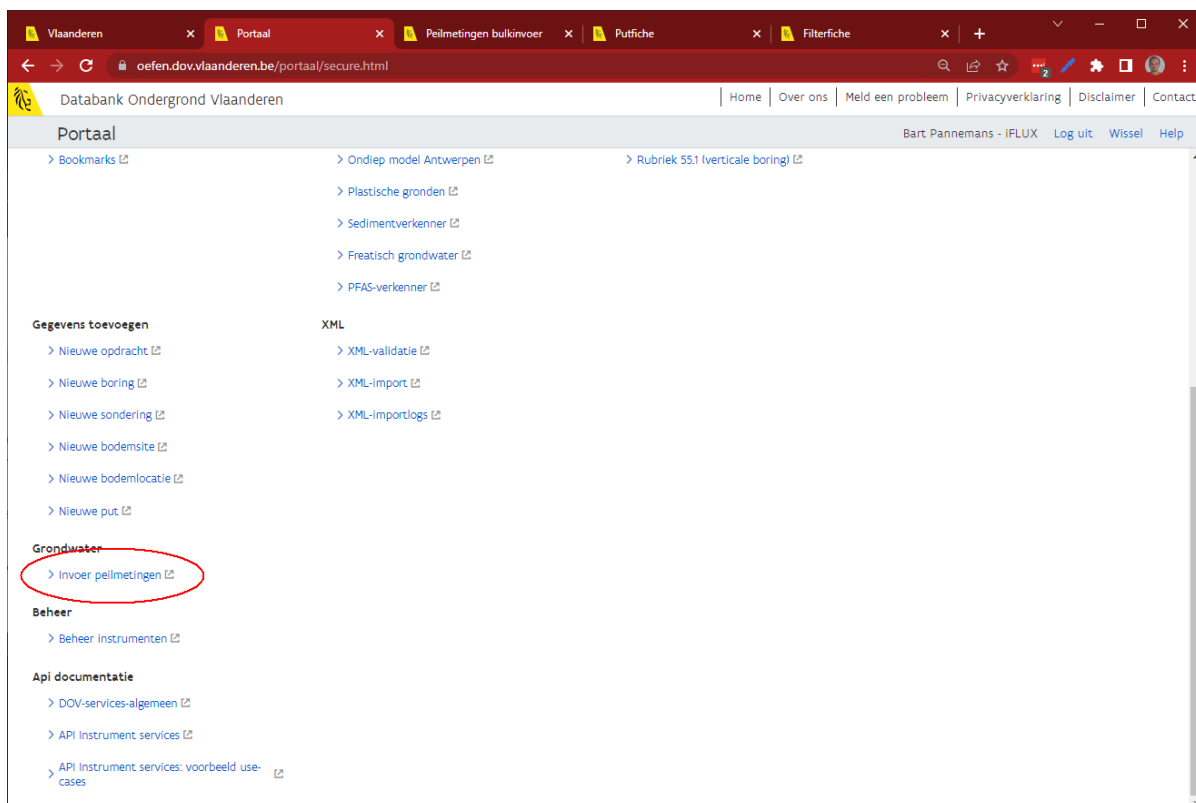 Vlaanderen
Portaal
Peilmetingen bulkinvoer
Putfiche
Filterfiche
oefen.dov.vlaanderen.be/portaal/secure.html
2
Databank Ondergrond Vlaanderen
Home Over ons Meld een probleem Privacyverklaring Disclaimer Contact
Portaal
Bart Pannemans - iFLUX Log uit Wissel Help
> Bookmarks
> Ondiep model Antwerpen
> Rubriek 55.1 (verticale boring)
> Plastische gronden
> Sedimentverkenner
> Freatisch grondwater
> PFAS-verkenner
Gegevens toevoegen
> Nieuwe opdracht
> Nieuwe boring
> Nieuwe sondering
> Nieuwe bodemsite
> Nieuwe bodemlocatie
> Nieuwe put
XML
> XML-validatie
> XML-import
> XML-importlogs
Grondwater
> Invoer peilmetingen
Beheer
> Beheer instrumenten
Api documentatie
> DOV-services-algemeen
> API Instrument services
> API Instrument services: voorbeeld use-
cases